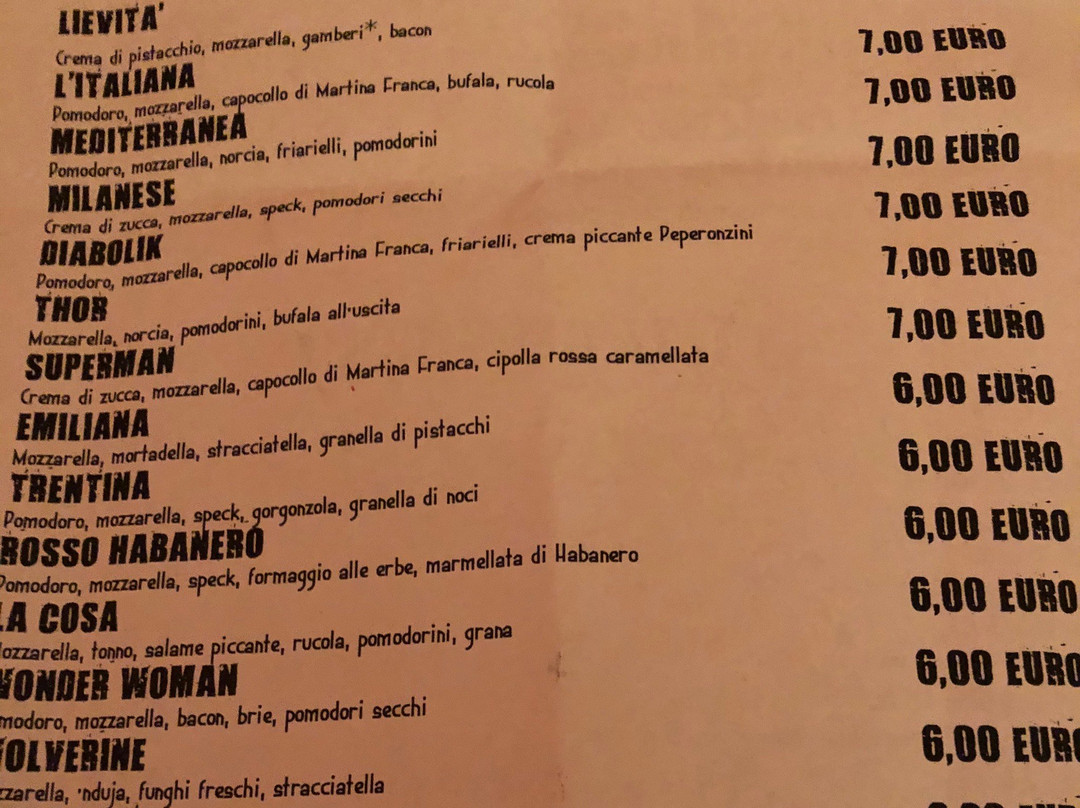 LIEVITA' 7,00 EURO
Crema di pistacchio, mozzarella, gamberi*, bacon
L'ITALIANA 7,00 EURO
Pomodoro, mozzarella, capocollo di Martina Franca, bufala, rucola
MEDITERRANEA 7,00 EURO
Pomodoro, mozzarella, norcia, friarielli, pomodorini
MILANESE 7,00 EURO
Crema di zucca, mozzarella, speck, pomodori secchi
DIABOLIK 7,00 EURO
Pomodoro, mozzarella, capocollo di Martina Franca, friarielli, crema piccante Peperonzini
THOR 7,00 EURO
Mozzarella, norcia, pomodorini, bufala all'uscita
SUPERMAN 6,00 EURO
Crema di zucca, mozzarella, capocollo di Martina Franca, cipolla rossa caramellata
EMILIANA 6,00 EURO
Mozzarella, mortadella, stracciatella, granella di pistacchi
TRENTINA 6,00 EURO
Pomodoro, mozzarella, speck, gorgonzola, granella di noci
ROSSO HABANERO 6,00 EURO
Pomodoro, mozzarella, speck, formaggio alle erbe, marmellata di Habanero
LA COSA 6,00 EURO
ozzarella, tonno, salame piccante, rucola, pomodorini, grana
WONDER WOMAN 6,00 EURO
modoro, mozzarella, bacon, brie, pomodori secchi
OLVERINE
zzarella, 'nduja, funghi freschi, stracciatella